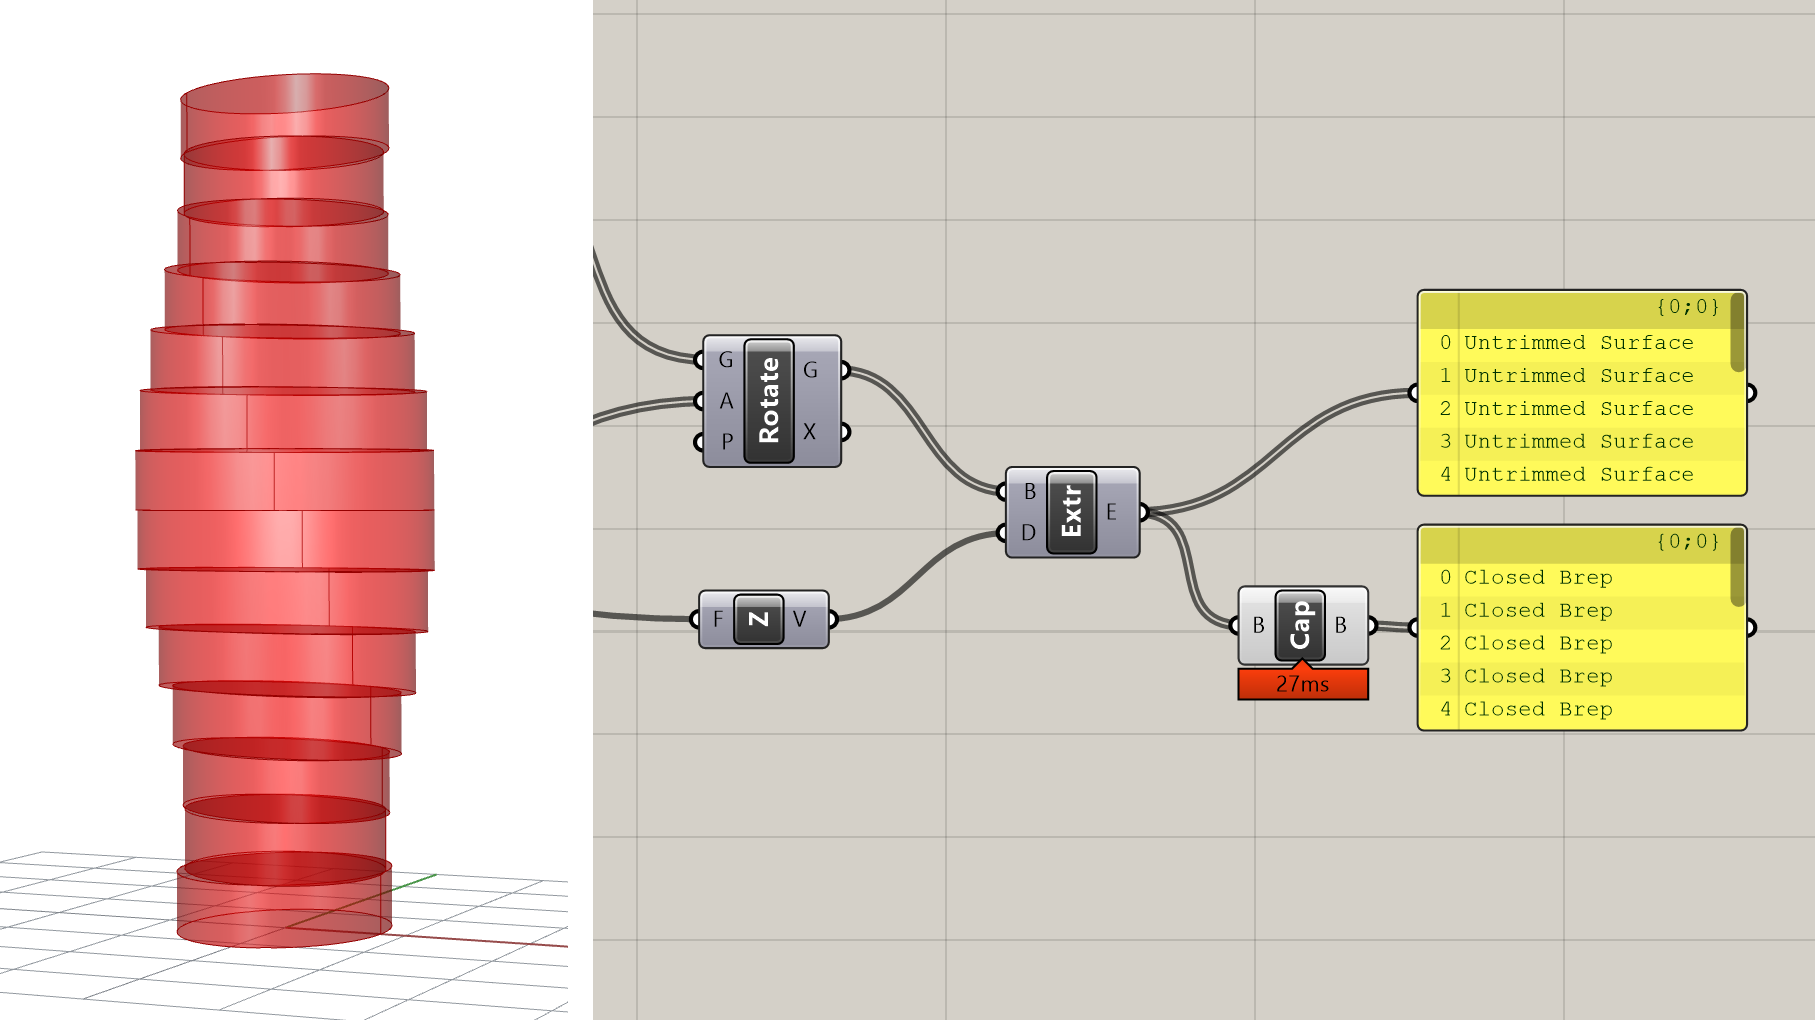 G
A
P
Rotate
G
X
F
Z
V
B
D
Extr
E
B
Cap
B
27ms
{0;0}
0 Untrimmed Surface
1 Untrimmed Surface
2 Untrimmed Surface
3 Untrimmed Surface
4 Untrimmed Surface
{0;0}
0 Closed Brep
1 Closed Brep
2 Closed Brep
3 Closed Brep
4 Closed Brep